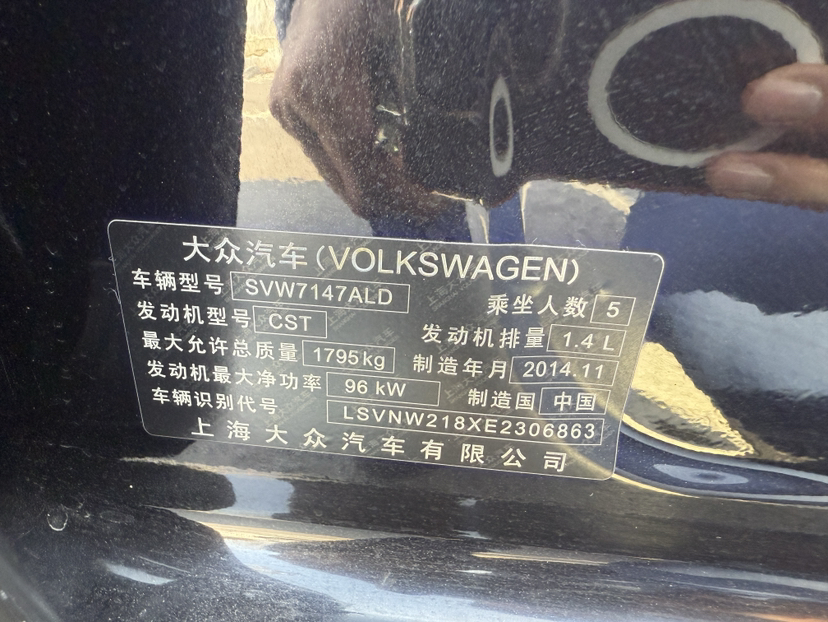 大众汽车(VOLKSWAGEN)
车辆型号 SVW7147ALD 乘坐人数 5
发动机型号 CST 发动机排量 1.4 L
最大允许总质量 1795kg 制造年月 2014.11
发动机最大净功率 96 kW 制造国 中国
车辆识别代号 LSVNW218XE2306863
上海大众汽车有限公司